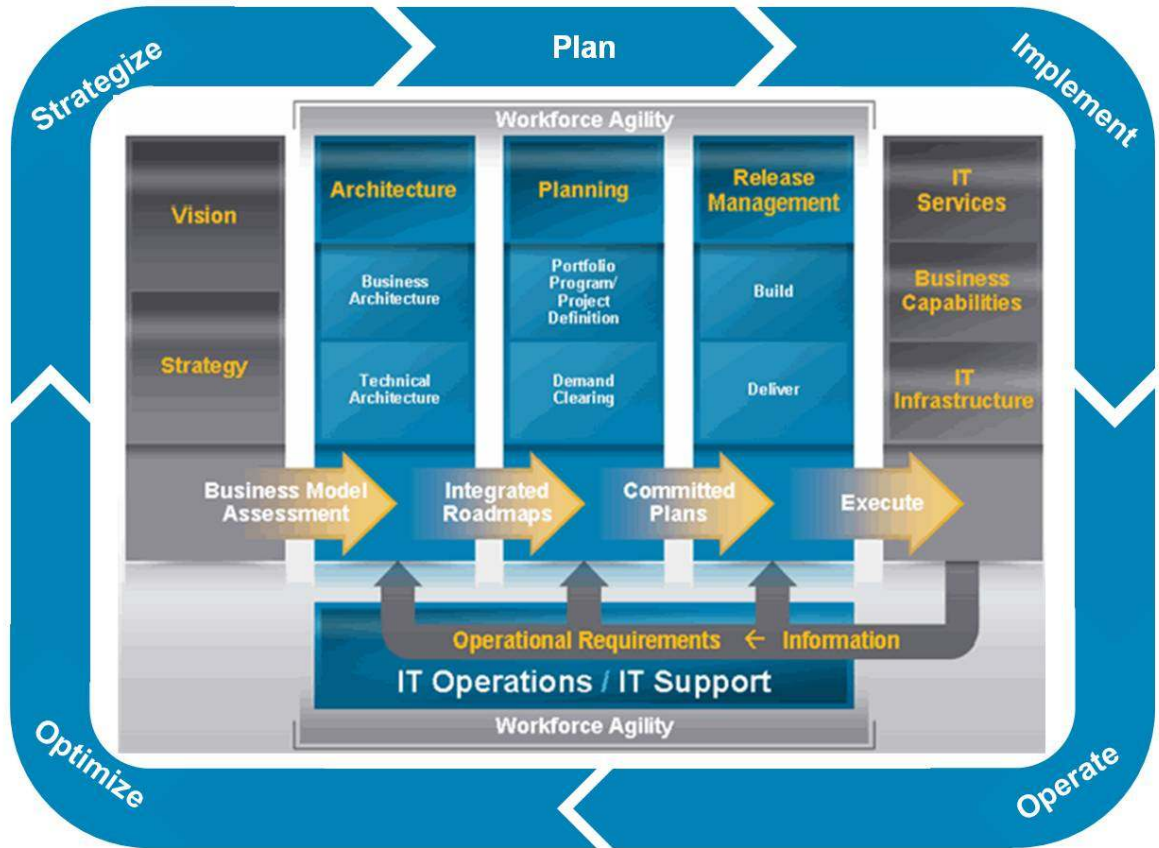 Strategize
Plan
Implement
Workforce Agility
Vision
Strategy
Architecture
Business
Architecture
Technical
Architecture
Planning
Portfolio
Program/
Project
Definition
Demand
Clearing
Release
Management
Build
Deliver
IT
Services
Business
Capabilities
IT
Infrastructure
Business Model
Assessment
Integrated
Roadmaps
Committed
Plans
Execute
Operational Requirements ← Information
IT Operations / IT Support
Workforce Agility
Optimize
Operate